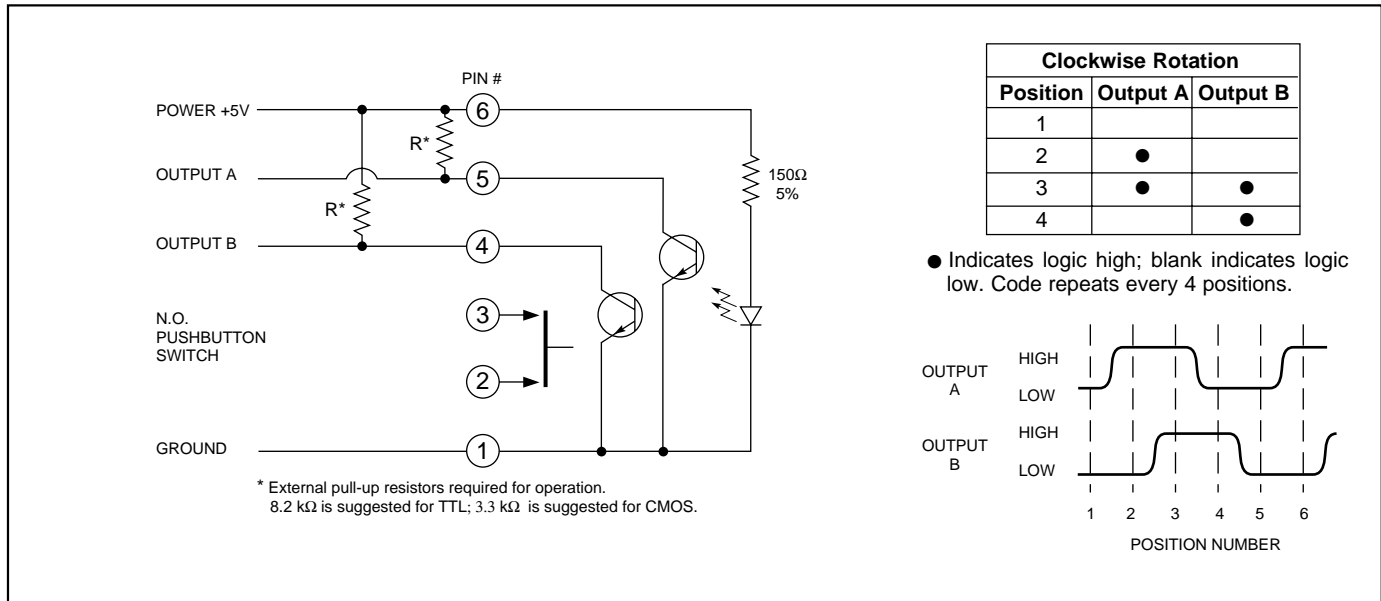 PIN #
POWER +5V
6
R*
OUTPUT A
5
150Ω
5%
R*
OUTPUT B
4
N.O.
PUSHBUTTON
SWITCH
3
2
GROUND
1
* External pull-up resistors required for operation.
8.2 kΩ is suggested for TTL; 3.3 kΩ is suggested for CMOS.
Clockwise Rotation
Position Output A Output B
1
2 ●
3 ● ●
4 ●
● Indicates logic high; blank indicates logic
low. Code repeats every 4 positions.
OUTPUT
A
HIGH
LOW
OUTPUT
B
HIGH
LOW
1 2 3 4 5 6
POSITION NUMBER